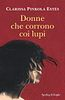 CLARISSA PINKOLA ESTÉS
Donne
che corrono
coi lupi